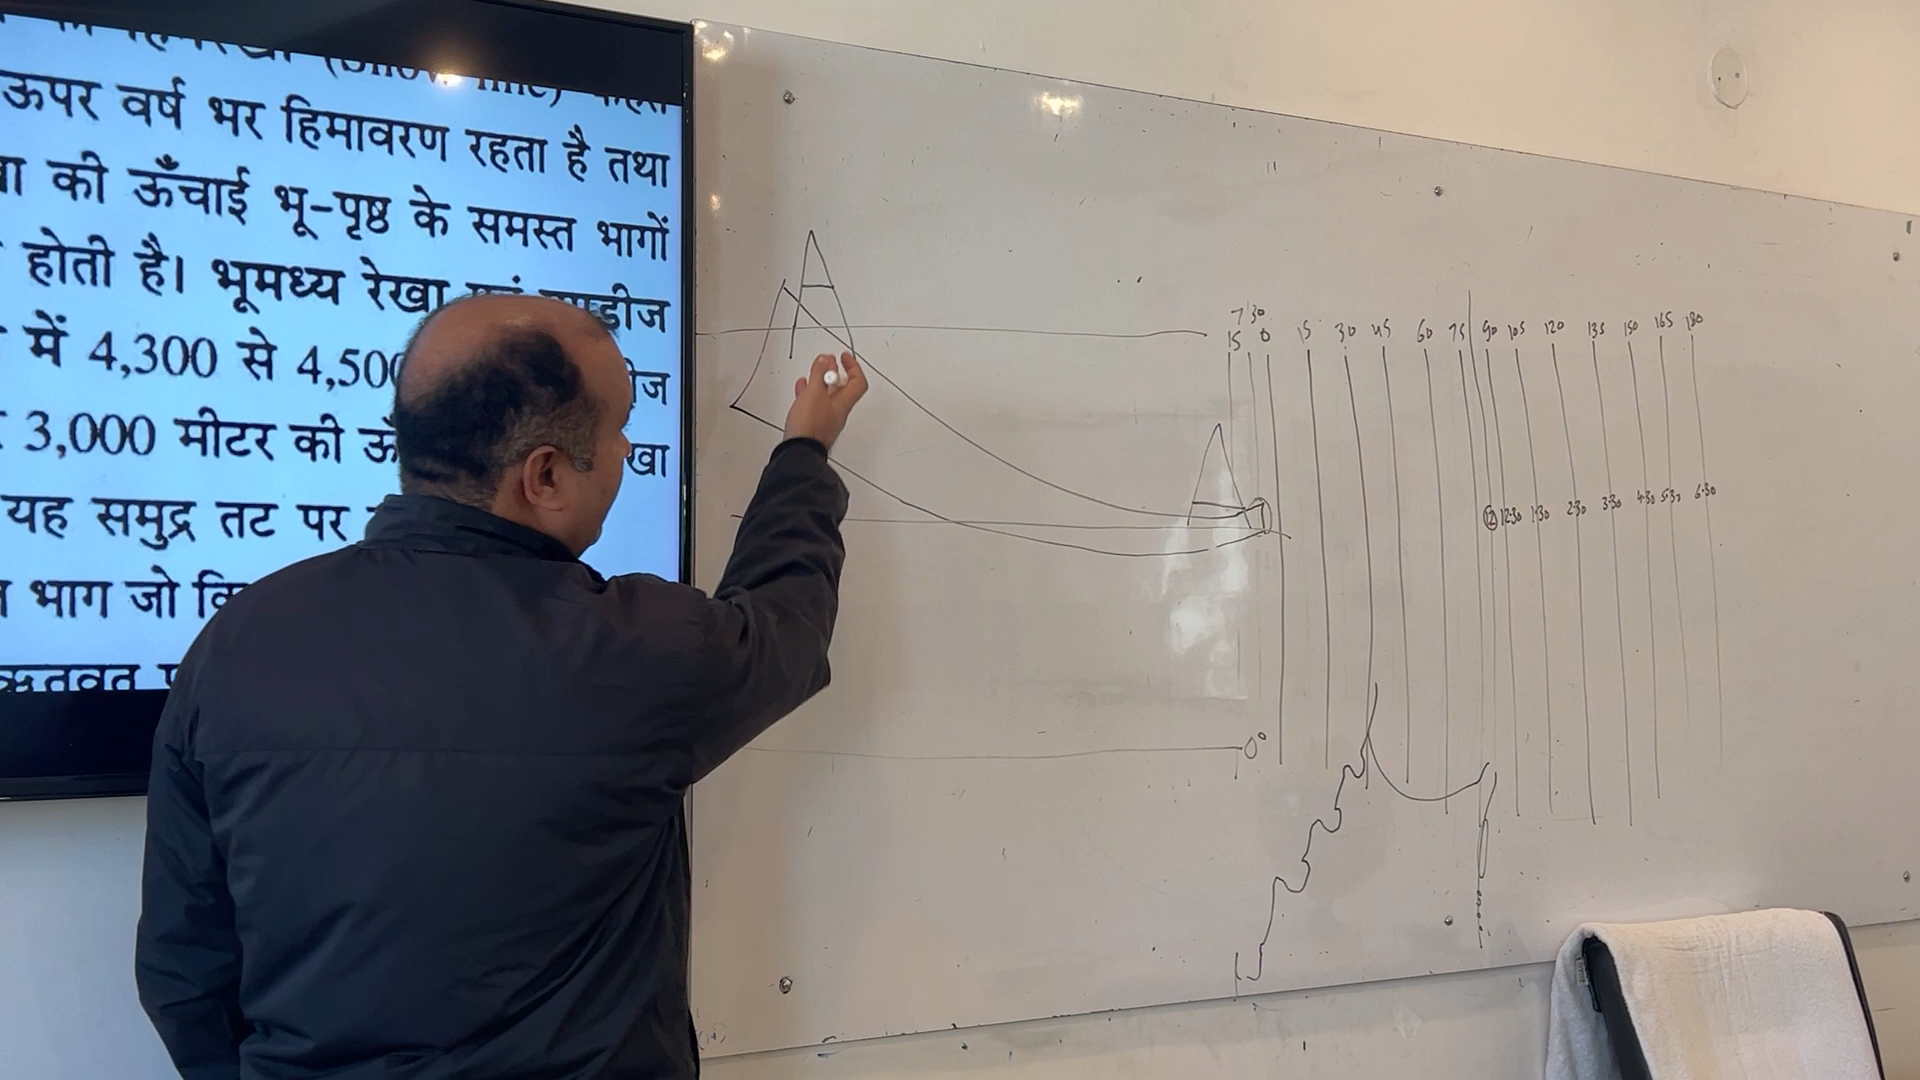 ऊपर वर्ष भर हिमावरण रहता है तथा
की ऊँचाई भू-पृष्ठ के समस्त भागों
होती है। भूमध्य रेखा
में 4,300 से
3,000 मीटर की
यह समुद्र तट पर
भाग जो
7:30
15 0 15 30 45 60 75 90 105 120 135 150 165 180
12 12:30 1:30 2:30 3:30 4:30 5:30 6:30
0°